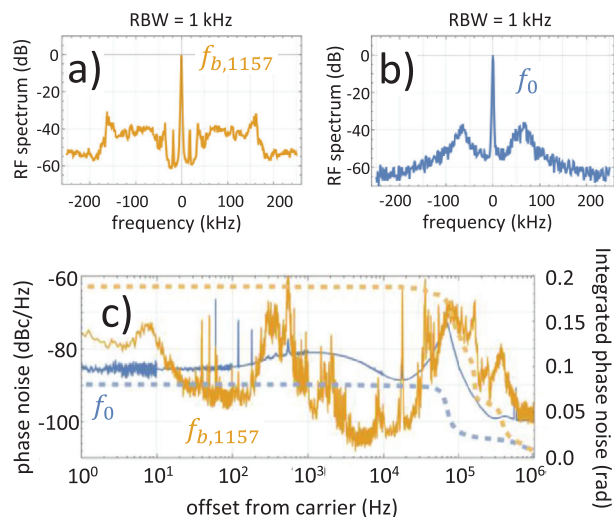 RBW = 1 kHz
RBW = 1 kHz
a)
f_{b,1157}
RF spectrum (dB)
0
-20
-40
-60
-200 -100 0 100 200
frequency (kHz)
b)
f_0
RF spectrum (dB)
0
-20
-40
-60
-200 -100 0 100 200
frequency (kHz)
c)
phase noise (dBc/Hz)
-60
-80
-100
f_0
f_{b,1157}
Integrated phase noise (rad)
0.2
0.15
0.1
0.05
0.0
10^0 10^1 10^2 10^3 10^4 10^5 10^6
offset from carrier (Hz)